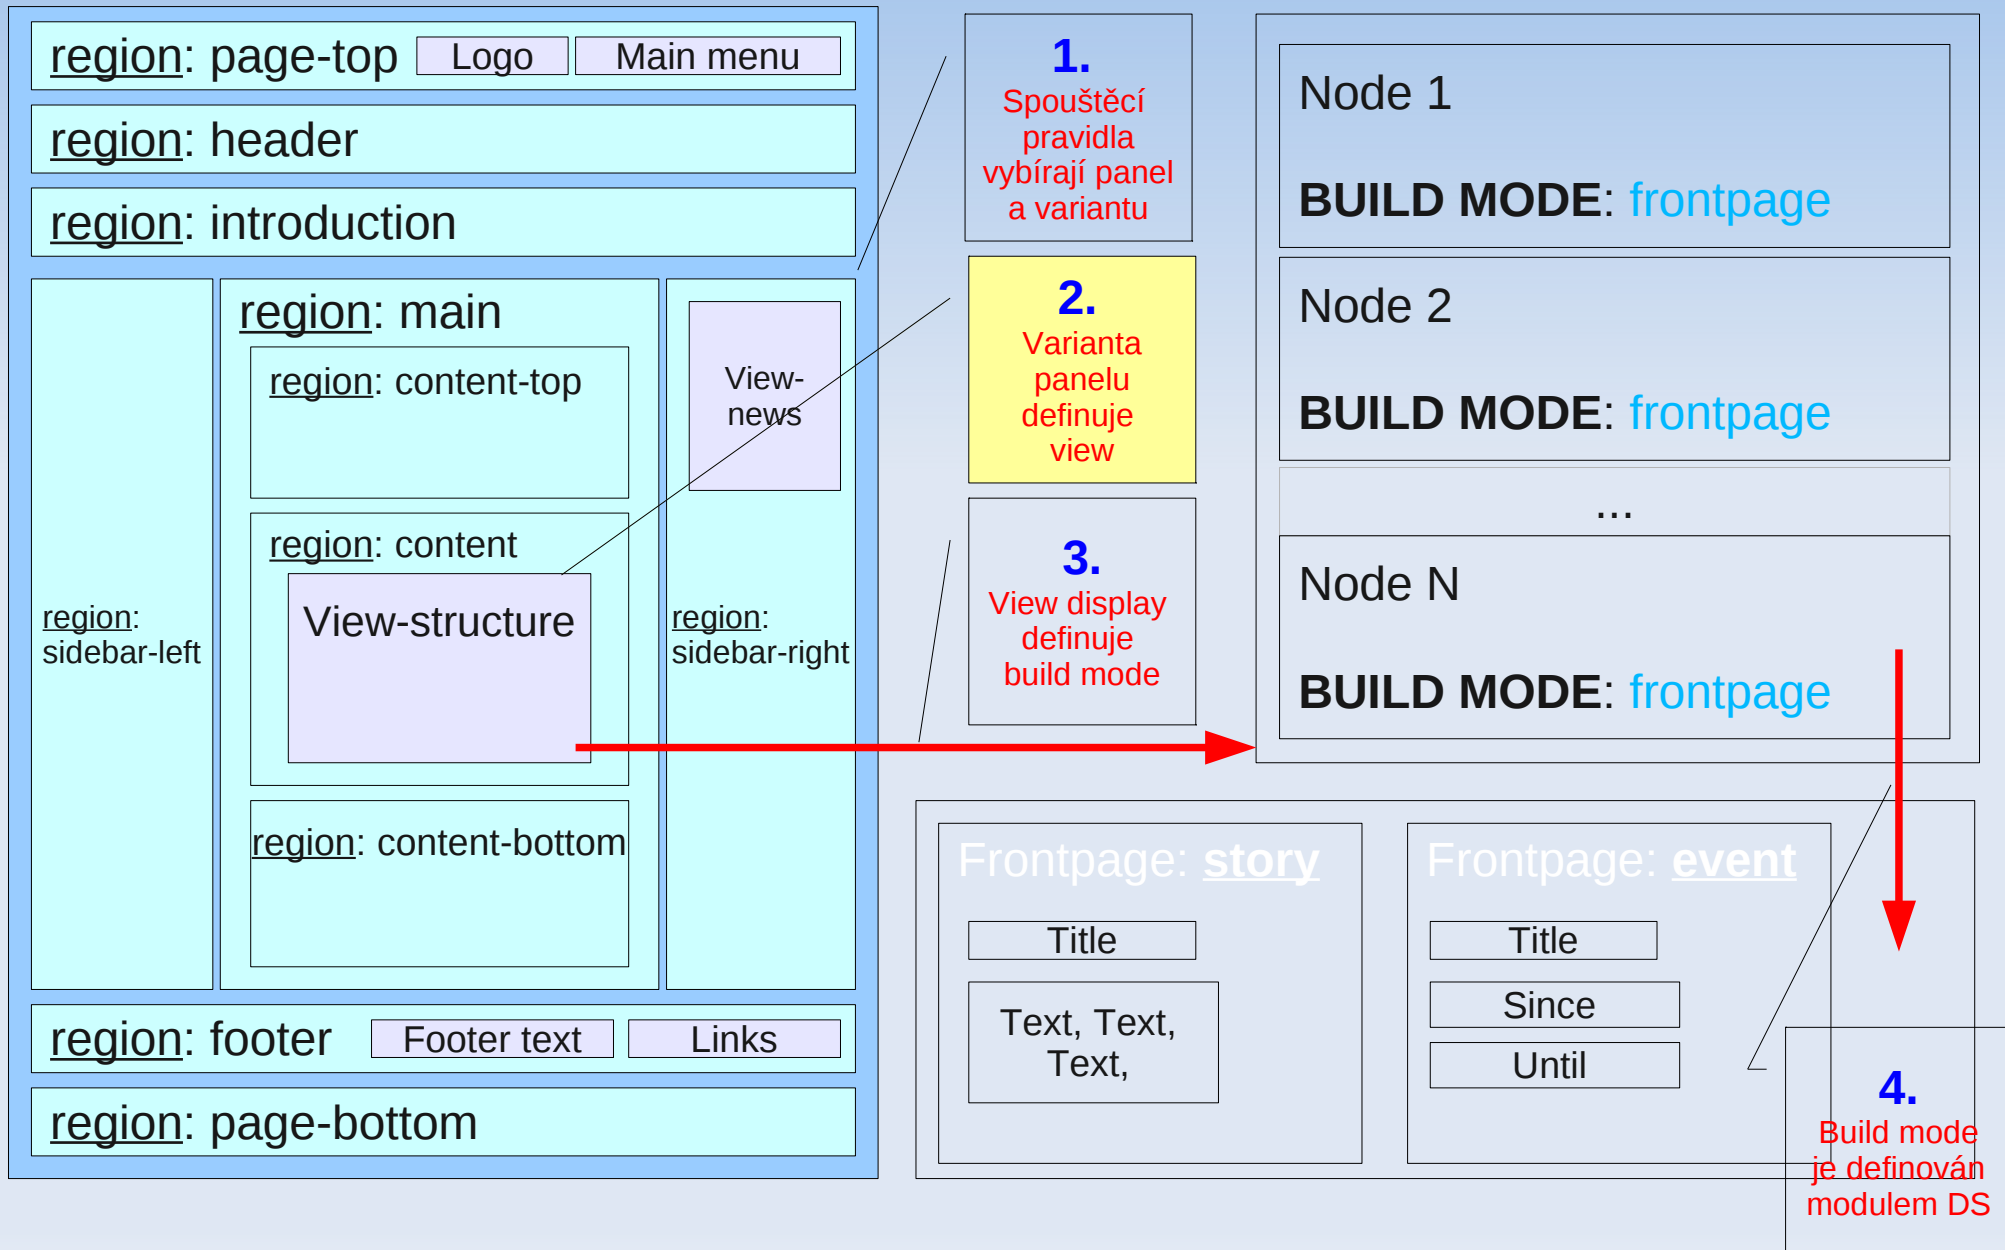 region: page-top
Logo
Main menu
region: header
region: introduction
region: sidebar-left
region: main
region: content-top
region: content
View-structure
region: content-bottom
View-
news
region:
sidebar-right
region: footer
Footer text
Links
region: page-bottom
1.
Spouštěcí
pravidla
vybírají panel
a variantu
2.
Varianta
panelu
definuje
view
3.
View display
definuje
build mode
Node 1
BUILD MODE: frontpage
Node 2
BUILD MODE: frontpage
...
Node N
BUILD MODE: frontpage
Frontpage: story
Title
Text, Text,
Text,
Frontpage: event
Title
Since
Until
4.
Build mode
je definován
modulem DS